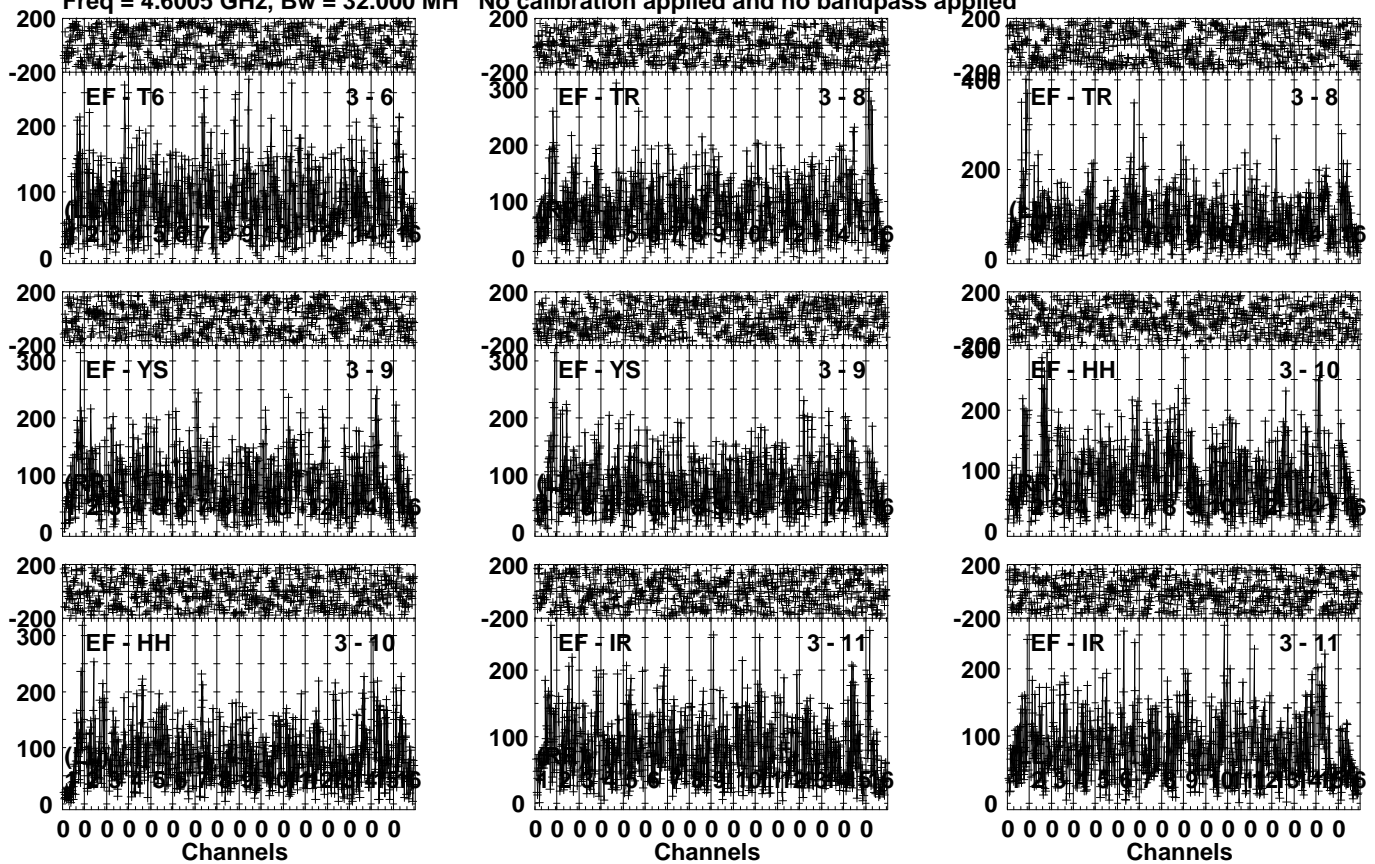 Freq = 4.6005 GHz, Bw = 32.000 MH No calibration applied and no bandpass applied
200 200 200
-200 -200 -200
300 400
EF - T6 3 - 6 EF - TR 3 - 8 EF - TR 3 - 8
200 200 200
100 100
0 0 0
200 200 200
-200 -200 -200
300 300 300
EF - YS 3 - 9 EF - YS 3 - 9 EF - HH 3 - 10
200 200 200
100 100 100
0 0 0
200 200 200
-200 -200 -200
300
EF - HH 3 - 10 EF - IR 3 - 11 EF - IR 3 - 11
200 200 200
100 100 100
0 0 0
0 0 0 0 0 0 0 0 0 0 0 0 0 0 0 0 0 0 0 0 0 0 0 0 0 0 0 0 0 0 0 0 0 0 0 0 0 0 0 0 0 0 0 0 0 0 0 0
Channels Channels Channels